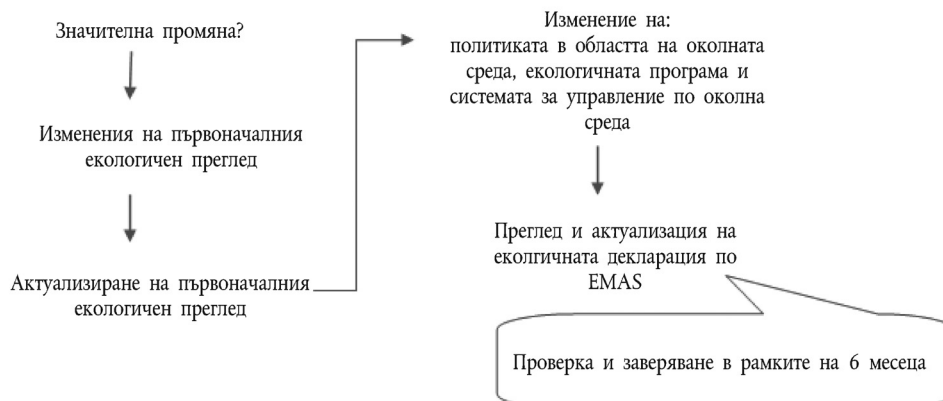 Значителна промяна?
Изменения на първоначалния
екологичен преглед
Актуализиране на първоначалния
екологичен преглед
Изменение на:
политиката в областта на околната
среда, екологичната програма и
системата за управление по околна
среда
Преглед и актуализация на
еколгичната декларация по
EMAS
Проверка и заверяване в рамките на 6 месеца